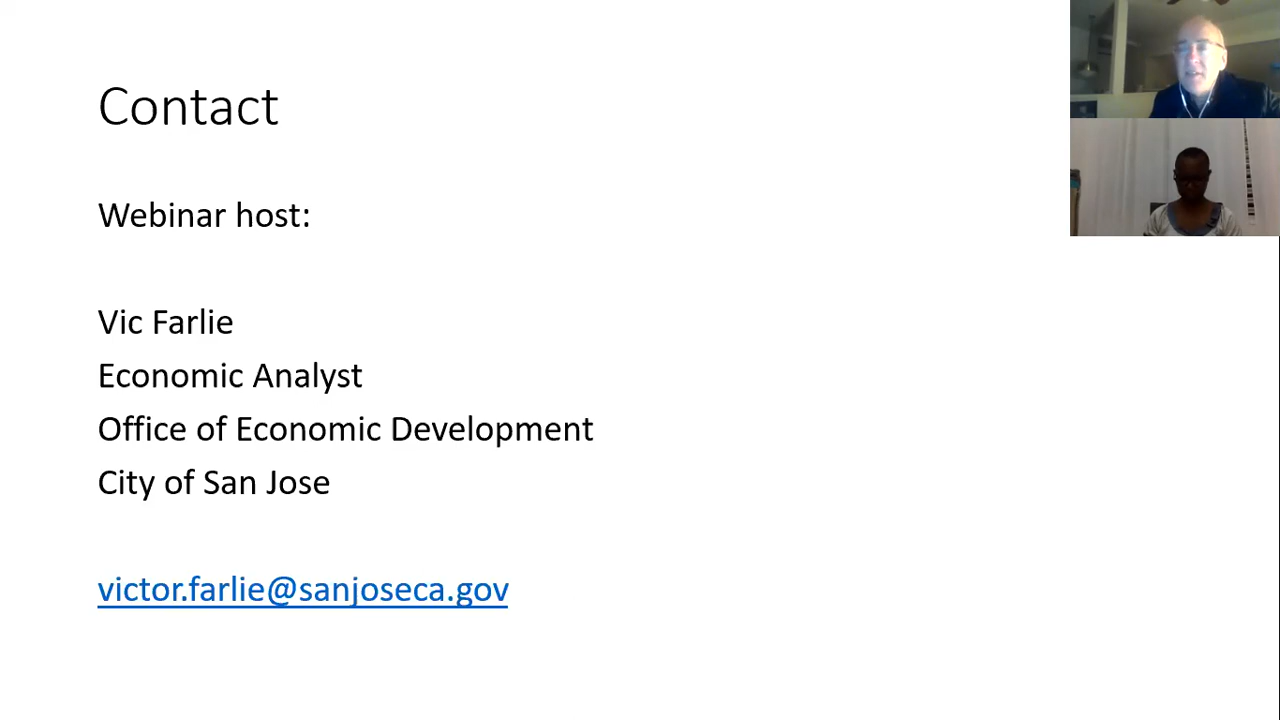 Contact
Webinar host:
Vic Farlie
Economic Analyst
Office of Economic Development
City of San Jose
victor.farlie@sanjoseca.gov